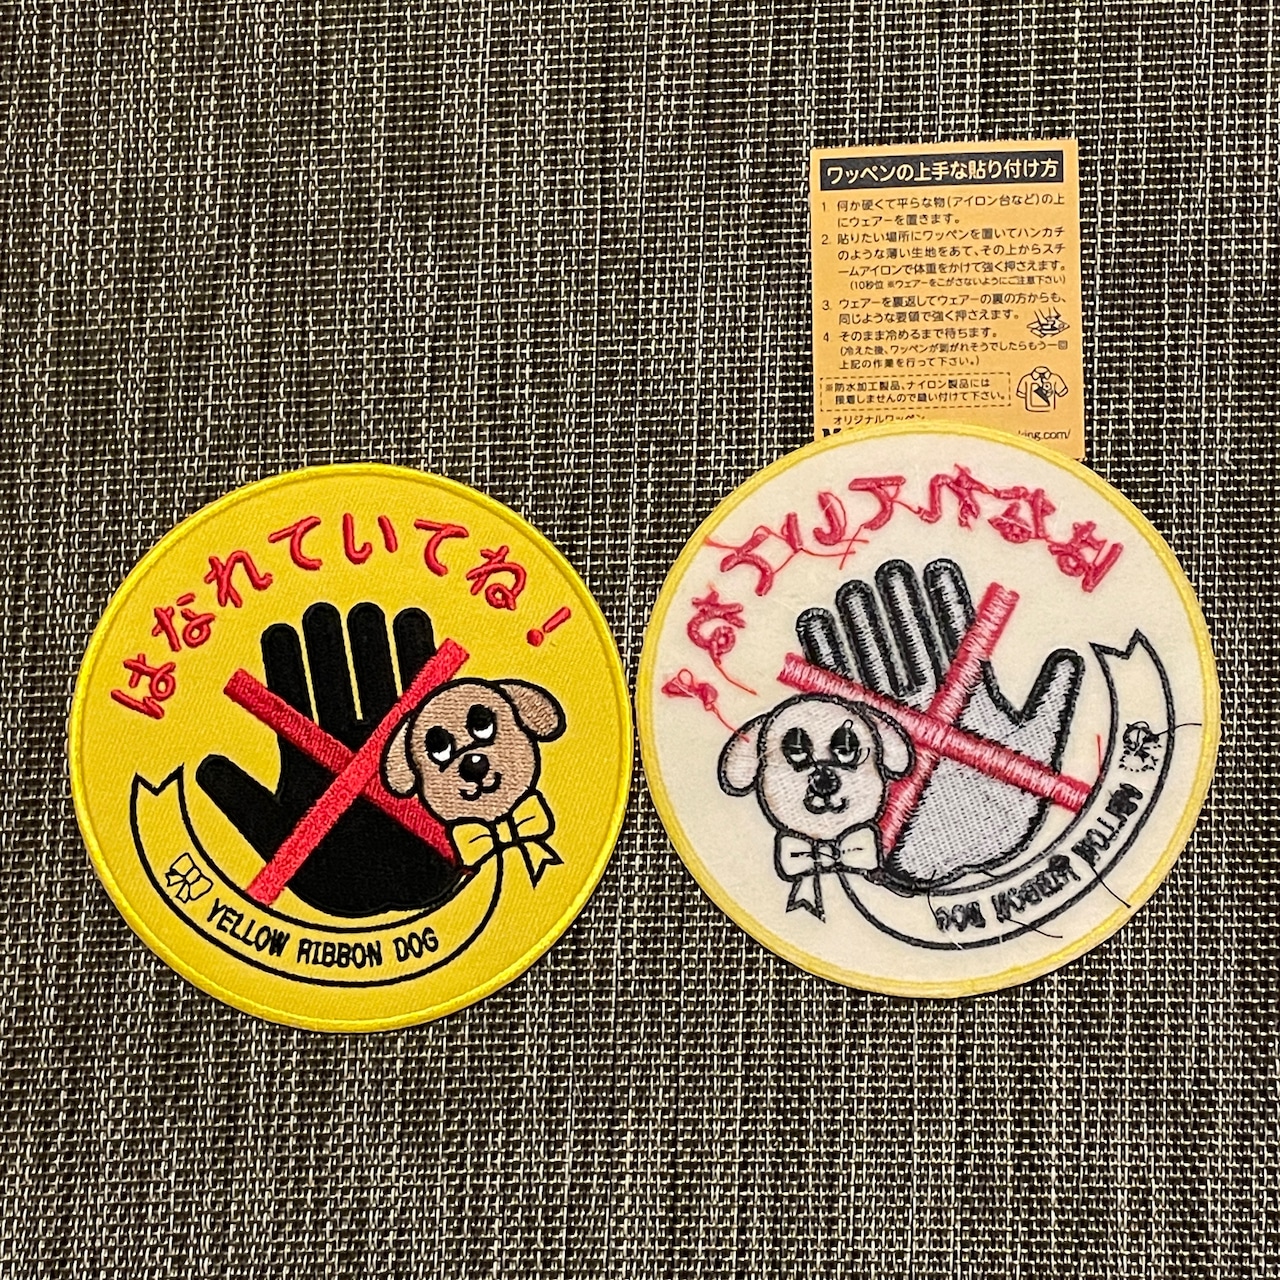 ワッペンの上手な貼り付け方
1. 何か硬くて平らな物(アイロン台など)の上
にウェアーを置きます。
2. 貼りたい場所にワッペンを置いてハンカチ
のような薄い生地をあて、その上からスチ
ームアイロンで体重をかけて強く押さえます。
(10秒位 ※ウェアーをこがさないようにご注意下さい)
3. ウェアーを裏返してウェアーの裏の方からも、
同じような要領で強く押さえます。
4 そのまま冷めるまで待ちます。
(冷えた後、ワッペンが剥がれそうでしたらもう一回
上記の作業を行って下さい。)
※防水加工製品、ナイロン製品には
接着しませんので縫い付けて下さい。
オリジナルワッペン
king.com/
はなれていてね!
YELLOW RIBBON DOG
はなれていてね!
YELLOW RIBBON DOG